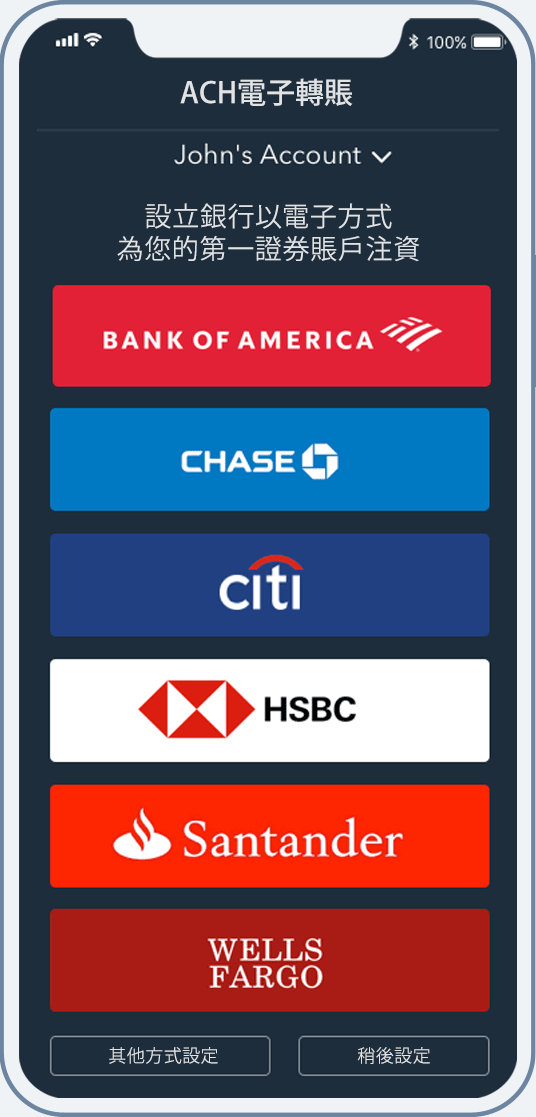 100%
ACH電子轉賬
John's Account
設立銀行以電子方式
為您的第一證券賬戶注資
BANK OF AMERICA
CHASE
citi
HSBC
Santander
WELLS
FARGO
其他方式設定
稍後設定